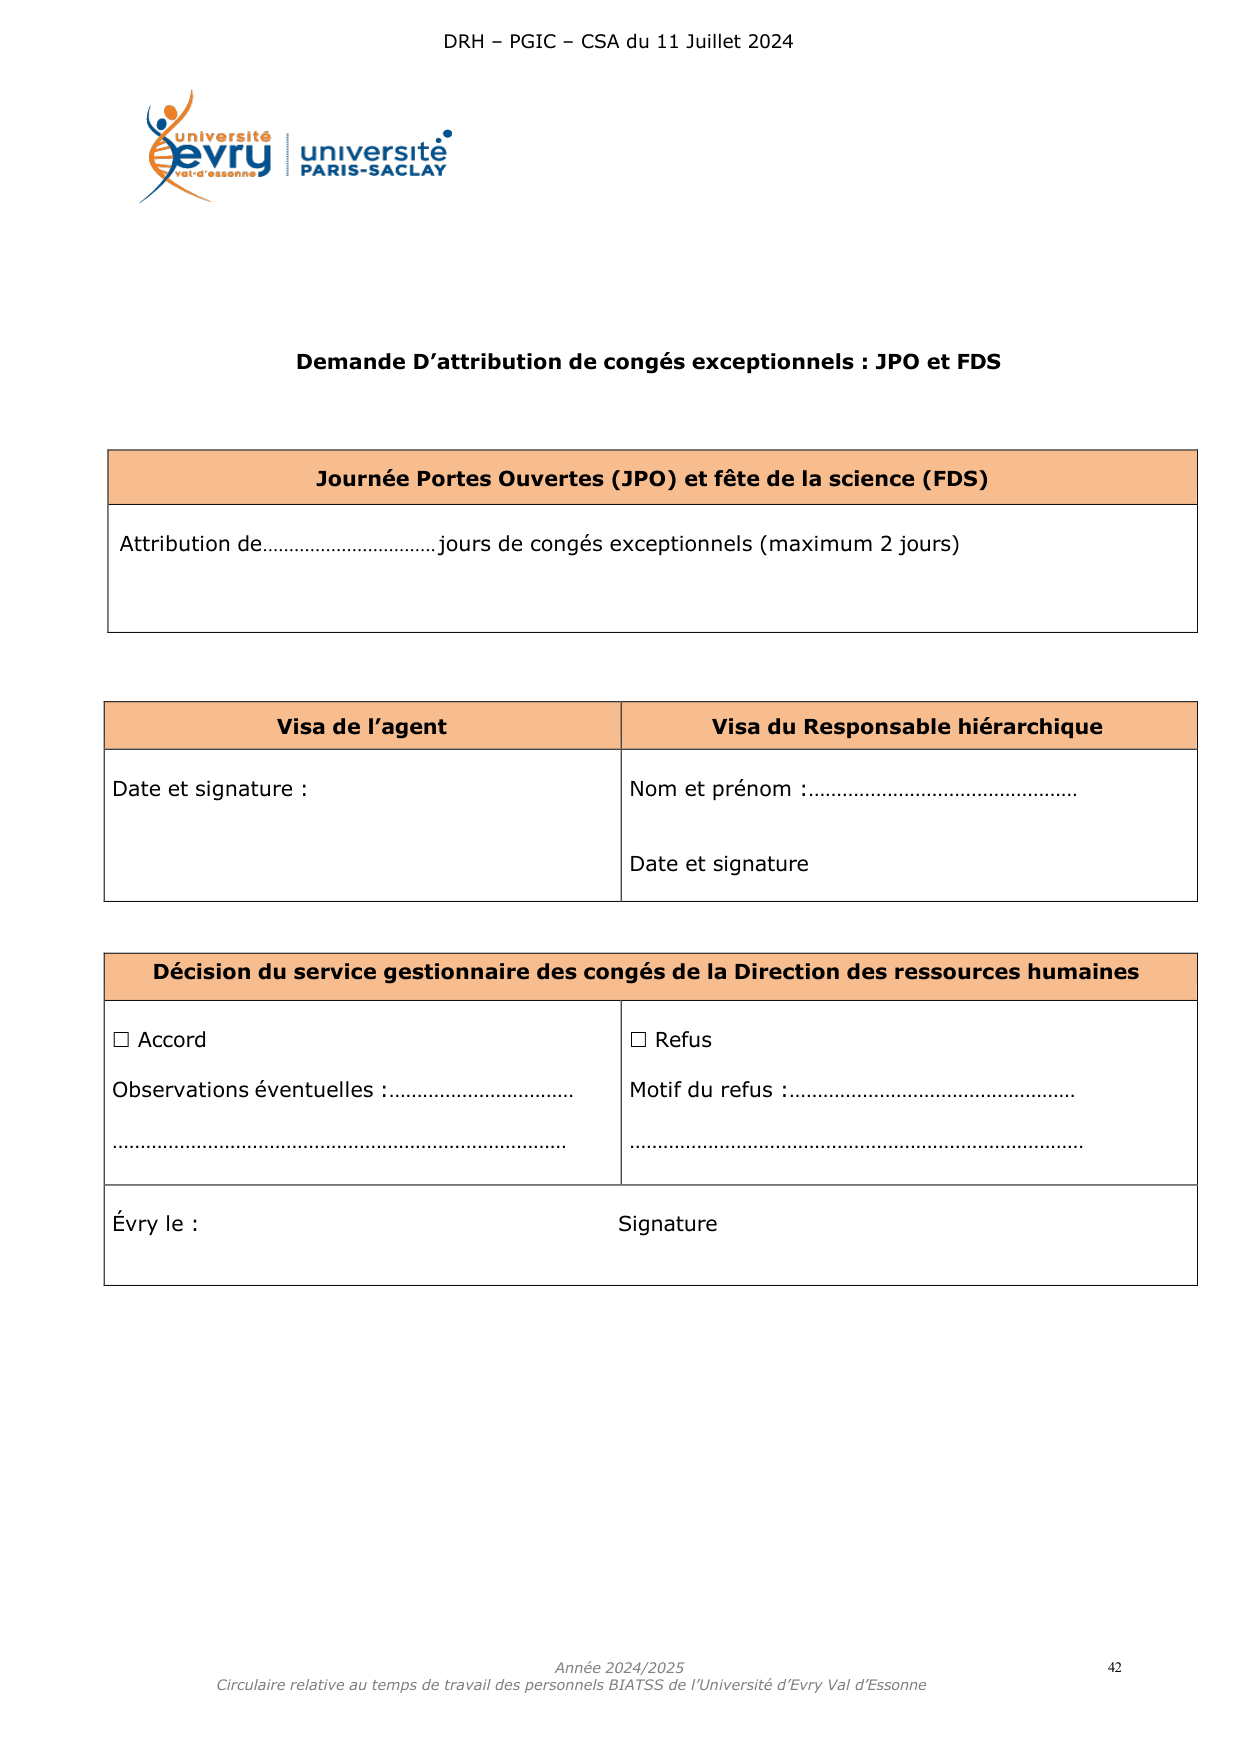 DRH – PGIC – CSA du 11 Juillet 2024
université
evry
val-d'essonne
université
PARIS-SACLAY
Demande D’attribution de congés exceptionnels : JPO et FDS
Journée Portes Ouvertes (JPO) et fête de la science (FDS)
Attribution de……………………………jours de congés exceptionnels (maximum 2 jours)
Visa de l’agent
Visa du Responsable hiérarchique
Date et signature :
Nom et prénom :…………………………………………
Date et signature
Décision du service gestionnaire des congés de la Direction des ressources humaines
☐ Accord
Observations éventuelles :……………………………
………………………………………………………………………
☐ Refus
Motif du refus :……………………………………………
………………………………………………………………………
Évry le : Signature
Année 2024/2025
42
Circulaire relative au temps de travail des personnels BIATSS de l’Université d’Evry Val d’Essonne